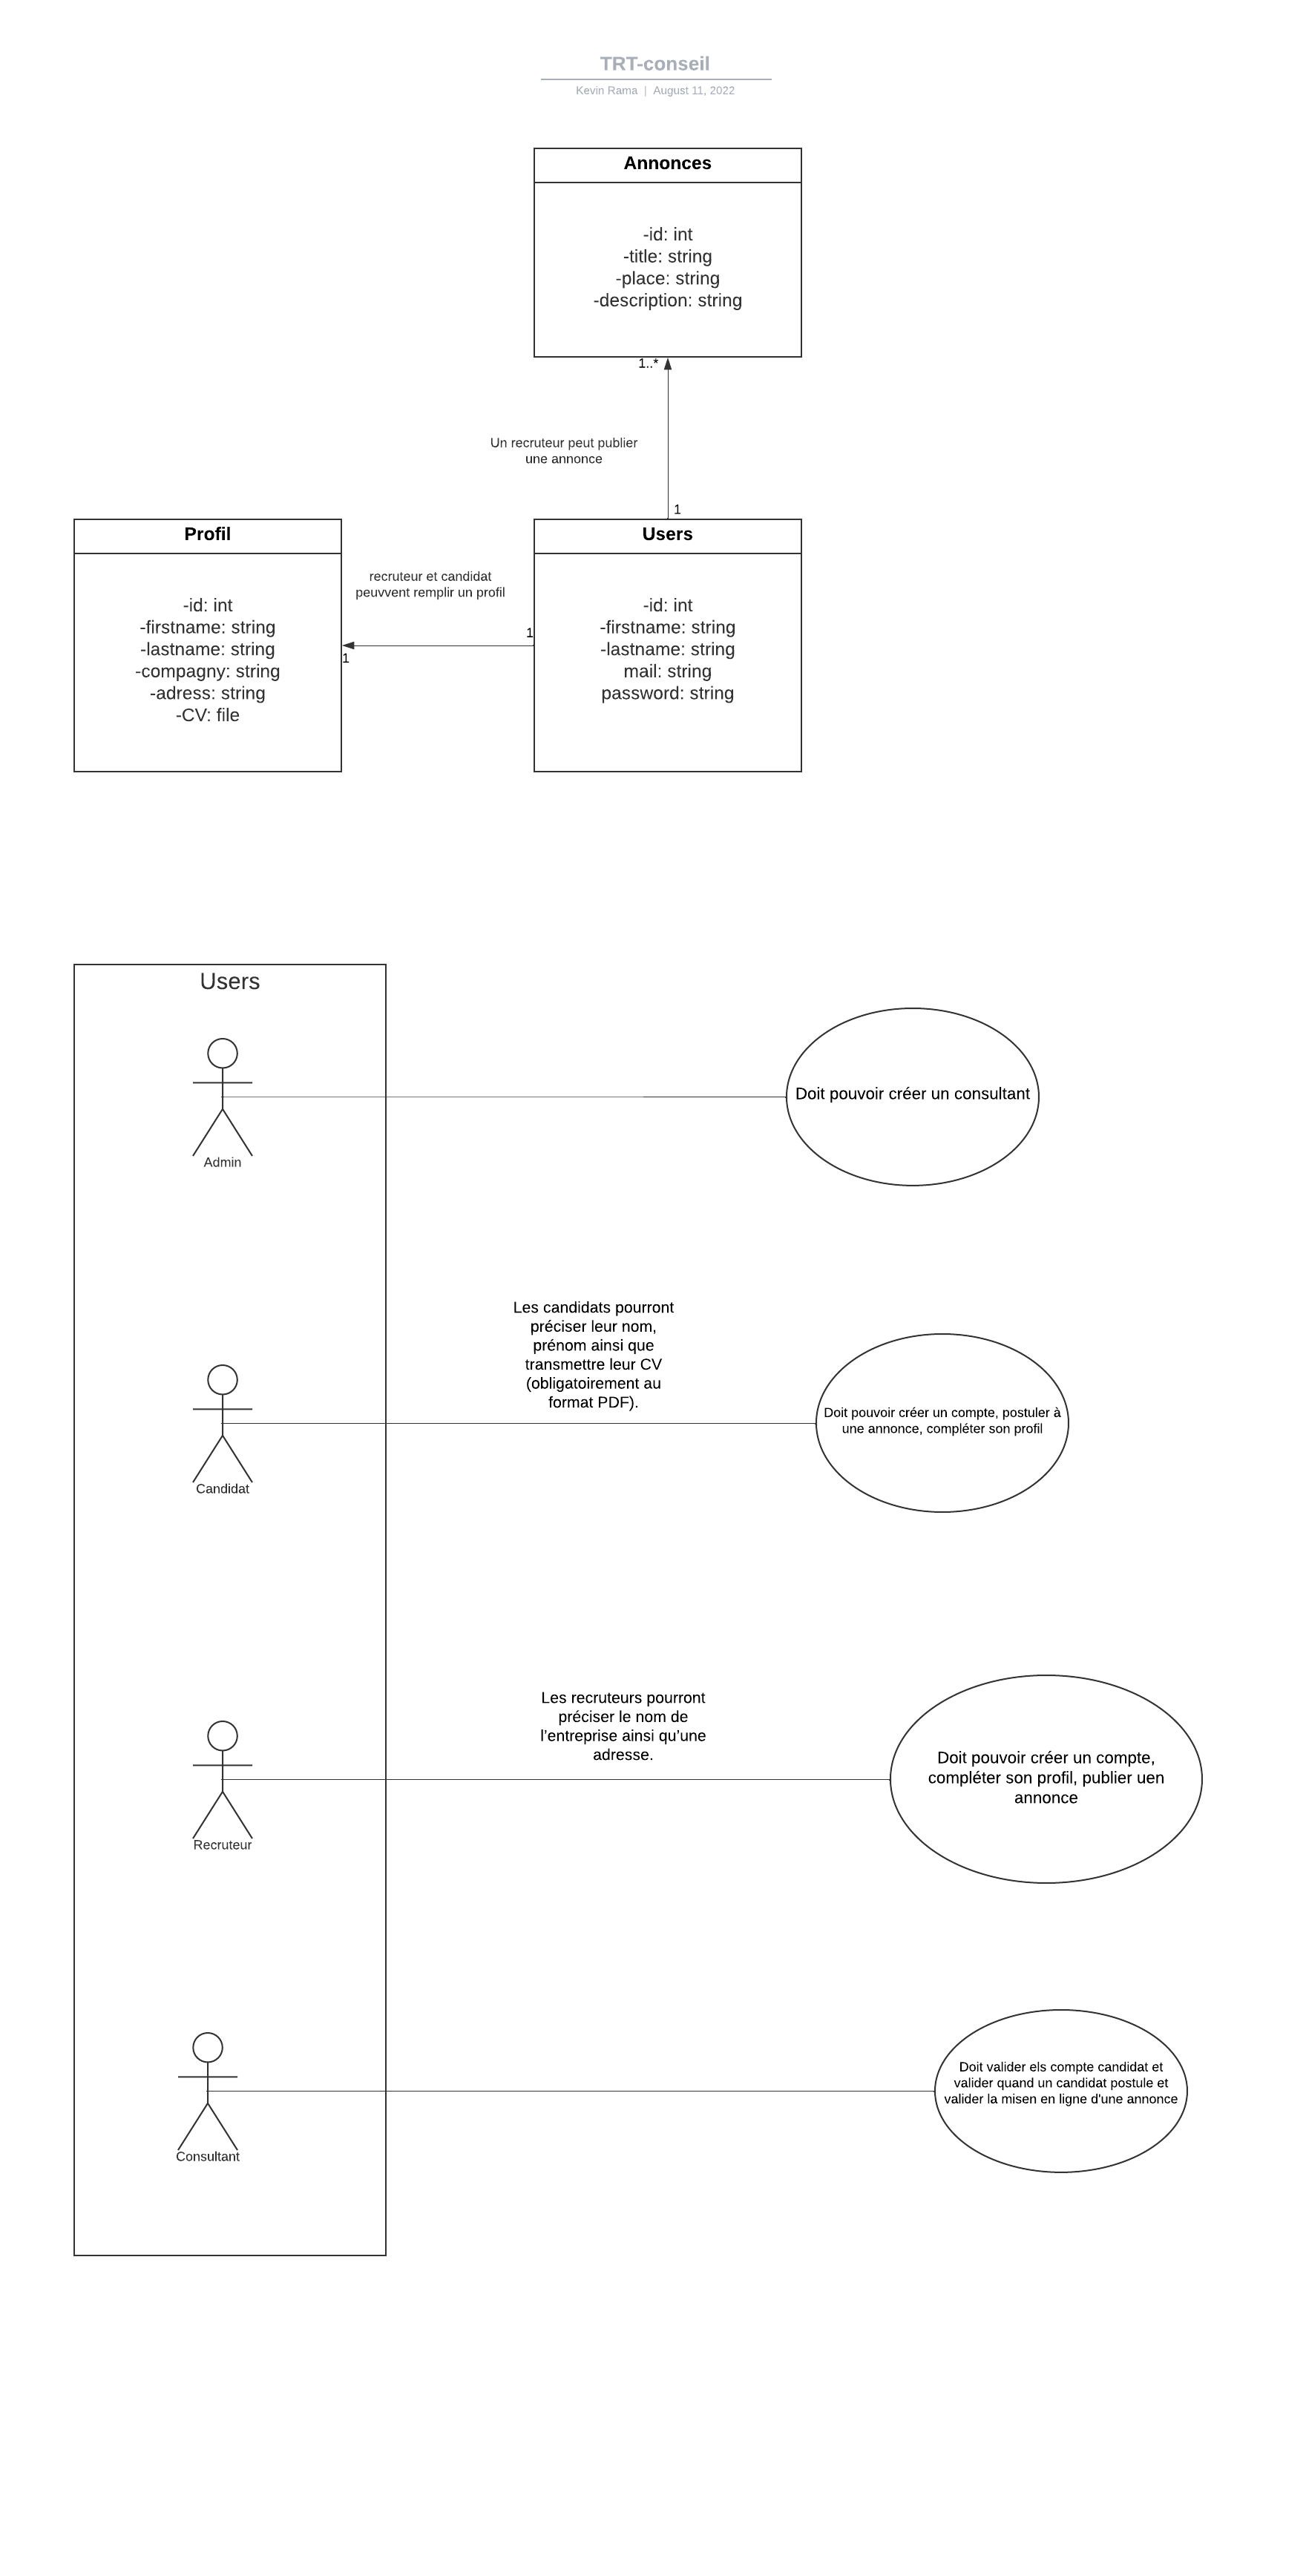 TRT-conseil
Kevin Rama | August 11, 2022
Annonces
-id: int
-title: string
-place: string
-description: string
1..*
Un recruteur peut publier
une annonce
1
Profil
-id: int
-firstname: string
-lastname: string
-compagny: string
-adress: string
-CV: file
recruteur et candidat
peuvvent remplir un profil
1
1
Users
-id: int
-firstname: string
-lastname: string
mail: string
password: string
Users
Admin
Doit pouvoir créer un consultant
Les candidats pourront
préciser leur nom,
prénom ainsi que
transmettre leur CV
(obligatoirement au
format PDF).
Candidat
Doit pouvoir créer un compte, postuler à
une annonce, compléter son profil
Les recruteurs pourront
préciser le nom de
l'entreprise ainsi qu'une
adresse.
Recruteur
Doit pouvoir créer un compte,
compléter son profil, publier uen
annonce
Consultant
Doit valider els compte candidat et
valider quand un candidat postule et
valider la misen en ligne d'une annonce